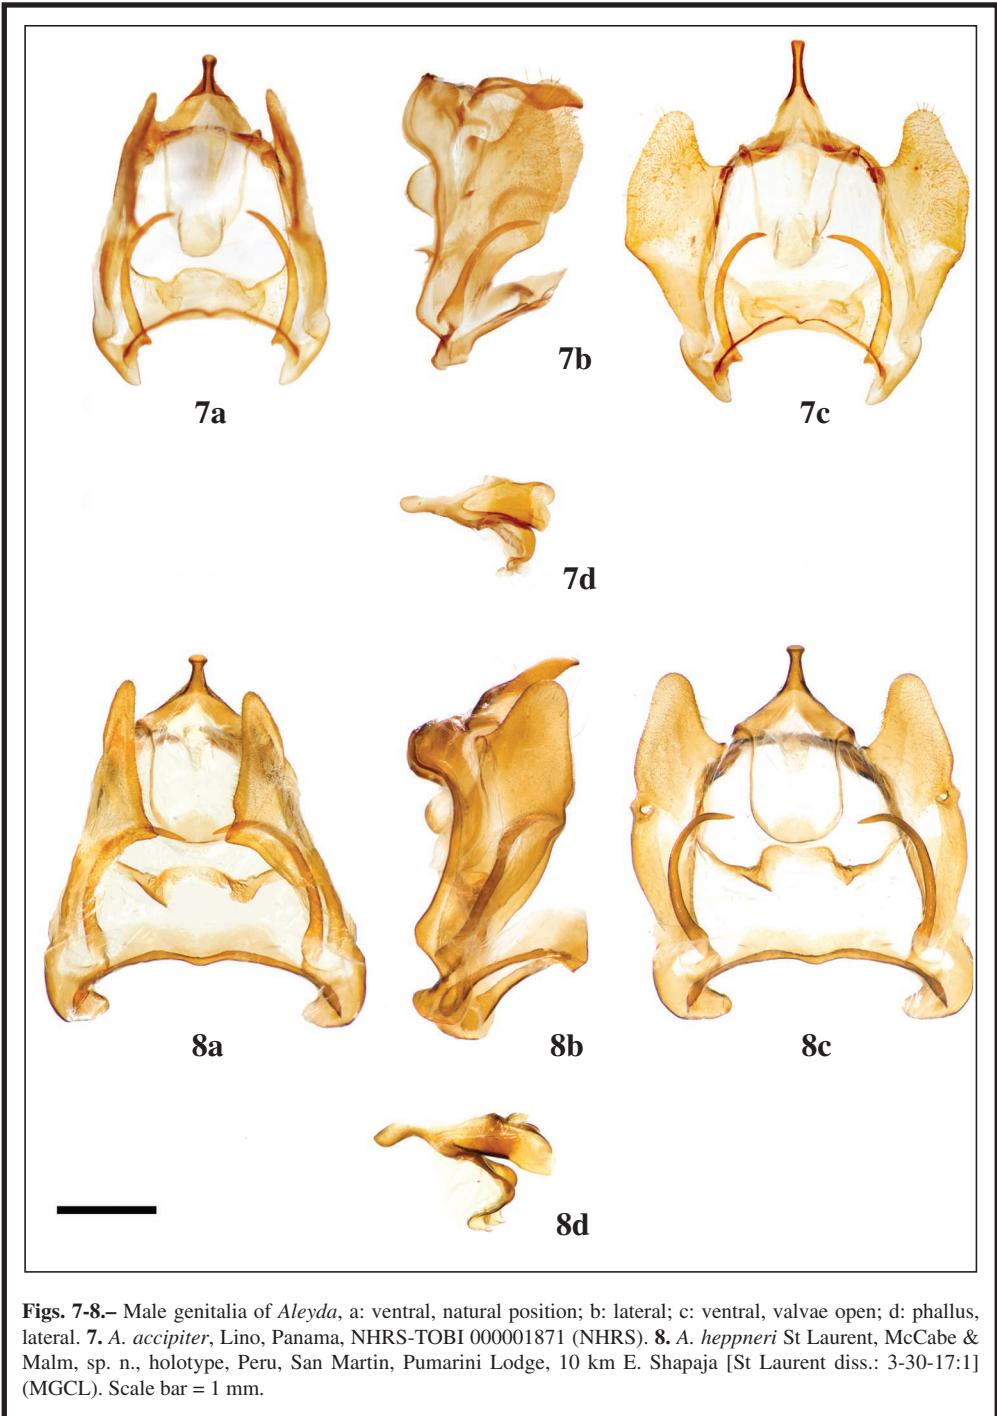 7a
7b
7c
7d
8a
8b
8c
8d
Figs. 7-8.– Male genitalia of Aleyda, a: ventral, natural position; b: lateral; c: ventral, valvae open; d: phallus,
lateral. 7. A. accipiter, Lino, Panama, NHRS-TOBI 000001871 (NHRS). 8. A. heppneri St Laurent, McCabe &
Malm, sp. n., holotype, Peru, San Martin, Pumarini Lodge, 10 km E. Shapaja [St Laurent diss.: 3-30-17:1]
(MGCL). Scale bar = 1 mm.